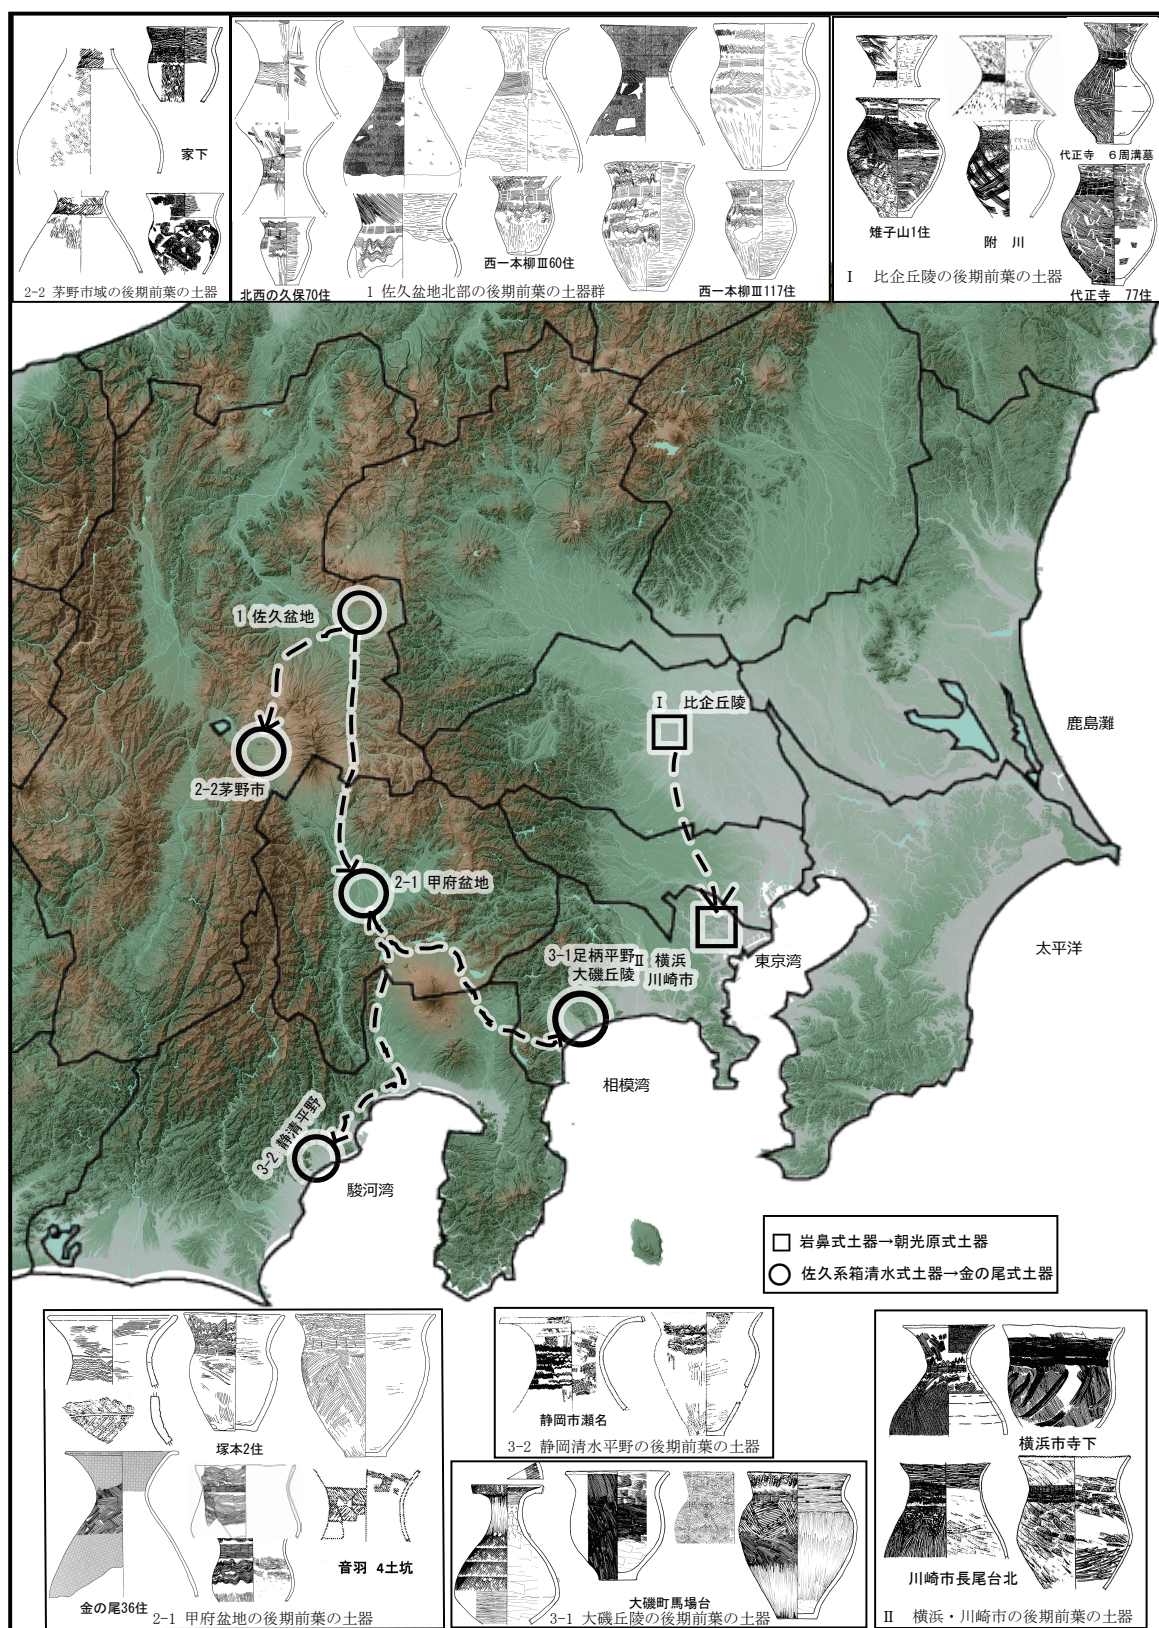 家下
2-2 茅野市域の後期前葉の土器
北西の久保70住
西一本柳Ⅲ60住
西一本柳Ⅲ117住
1 佐久盆地北部の後期前葉の土器群
雉子山1住
附 川
代正寺 6周溝墓
代正寺 77住
Ⅰ 比企丘陵の後期前葉の土器
1 佐久盆地
Ⅰ 比企丘陵
鹿島灘
2-2茅野市
2-1 甲府盆地
3-1足柄平野
大磯丘陵
Ⅱ 横浜
川崎市
東京湾
太平洋
相模湾
3-2 静清平野
駿河湾
□ 岩鼻式土器→朝光原式土器
○ 佐久系箱清水式土器→金の尾式土器
塚本2住
金の尾36住
音羽 4土坑
2-1 甲府盆地の後期前葉の土器
静岡市瀬名
3-2 静岡清水平野の後期前葉の土器
大磯町馬場台
3-1 大磯丘陵の後期前葉の土器
横浜市寺下
川崎市長尾台北
Ⅱ 横浜・川崎市の後期前葉の土器